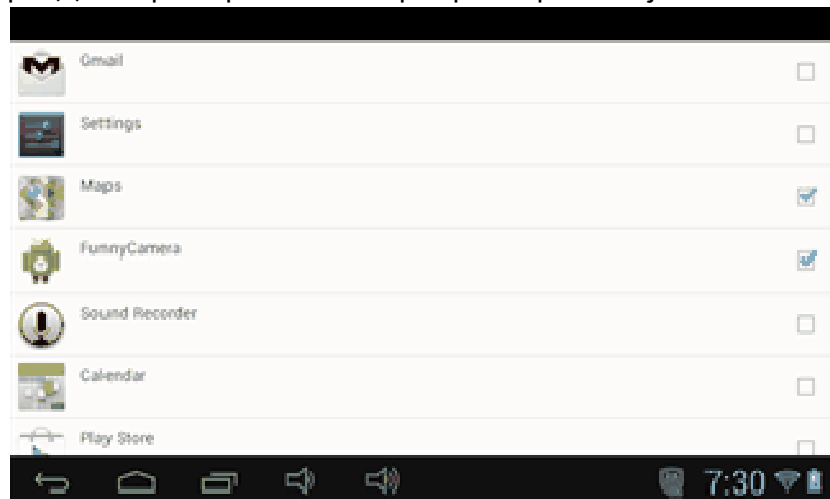 Gmail
Settings
Maps
FunnyCamera
Sound Recorder
Calendar
Play Store
7:30